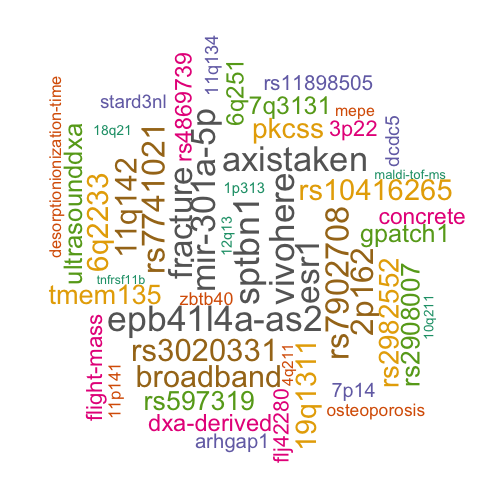 11q134
rs4869739
6q251
rs11898505
stard3nl
7q3131
mepe
desorptionionization-time
18q21
pkcss
3p22
dcdc5
ultrasounddxa
11q142
rs7741021
fracture
mir-301a-5p
axistaken
maldi-tof-ms
6q2233
1p313
rs10416265
concrete
gpatch1
12q13
sptbn1
vivohere
esr1
tnfrsf11b
tmem135
zbtb40
rs7902708
2p162
rs2982552
rs2908007
10q211
epb41l4a-as2
flight-mass
11p141
rs3020331
broadband
4q211
19q1311
rs597319
7p14
dxa-derived
flj42280
osteoporosis
arhgap1